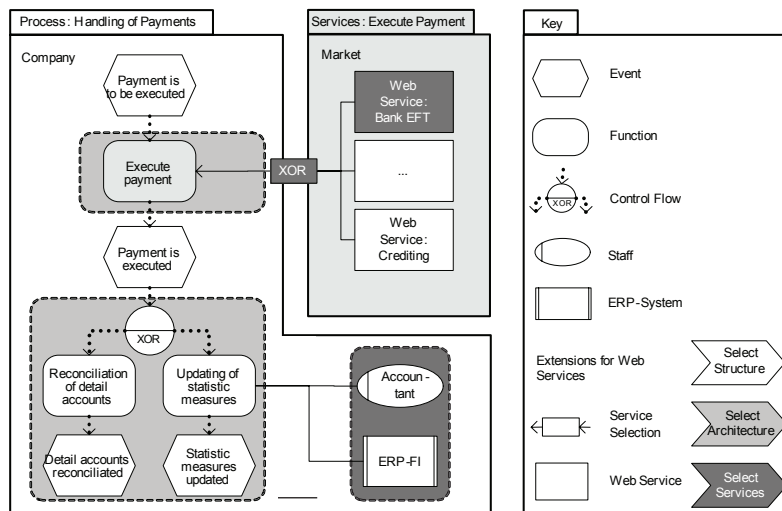 Process: Handling of Payments
Services: Execute Payment
Key
Company
Payment is
to be executed
Execute
payment
Payment is
executed
XOR
Reconciliation
of detail
accounts
Updating of
statistic
measures
Detail accounts
reconciliated
Statistic
measures
updated
XOR
Market
Web
Service:
Bank EFT
...
Web
Service:
Crediting
Accoun-
tant
ERP-FI
Event
Function
XOR
Control Flow
Staff
ERP-System
Extensions for Web
Services
Service
Selection
Web Service
Select
Structure
Select
Architecture
Select
Services